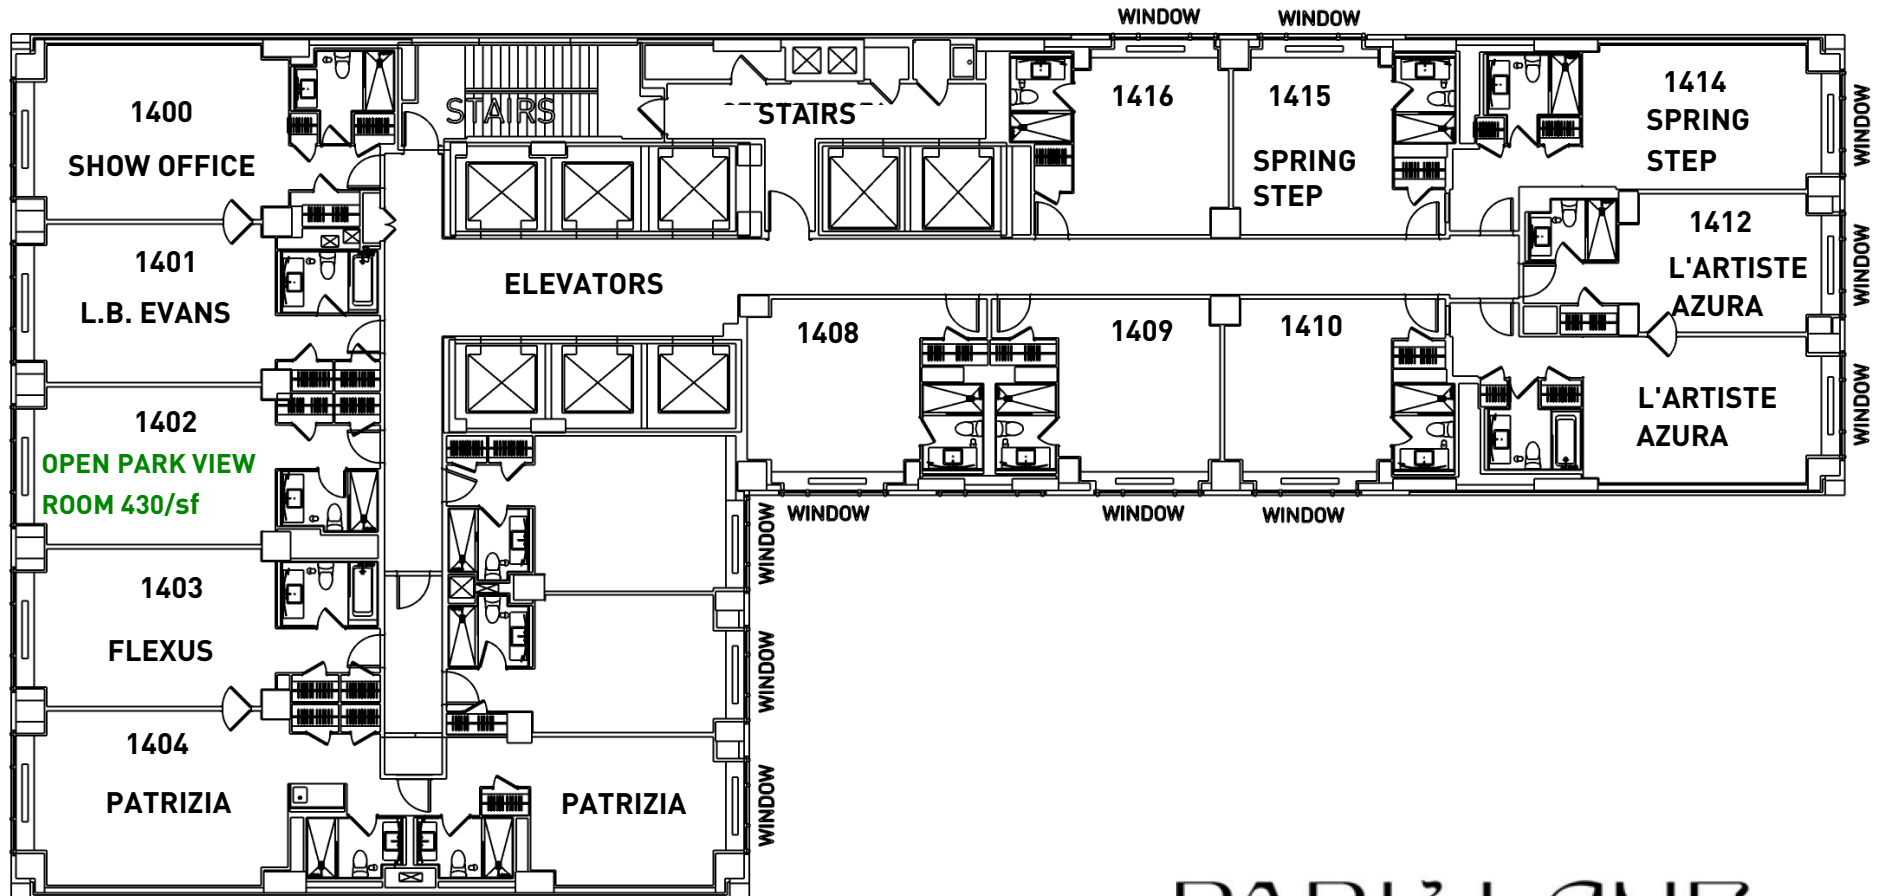 WINDOW
WINDOW
1400
SHOW OFFICE
STAIRS
STAIRS
1416
1415
SPRING
STEP
1414
SPRING
STEP
WINDOW
1401
L.B. EVANS
ELEVATORS
1412
L'ARTISTE
AZURA
WINDOW
1408
1409
1410
L'ARTISTE
AZURA
WINDOW
1402
OPEN PARK VIEW
ROOM 430/sf
WINDOW
WINDOW
WINDOW
WINDOW
1403
FLEXUS
WINDOW
1404
PATRIZIA
PATRIZIA
WINDOW